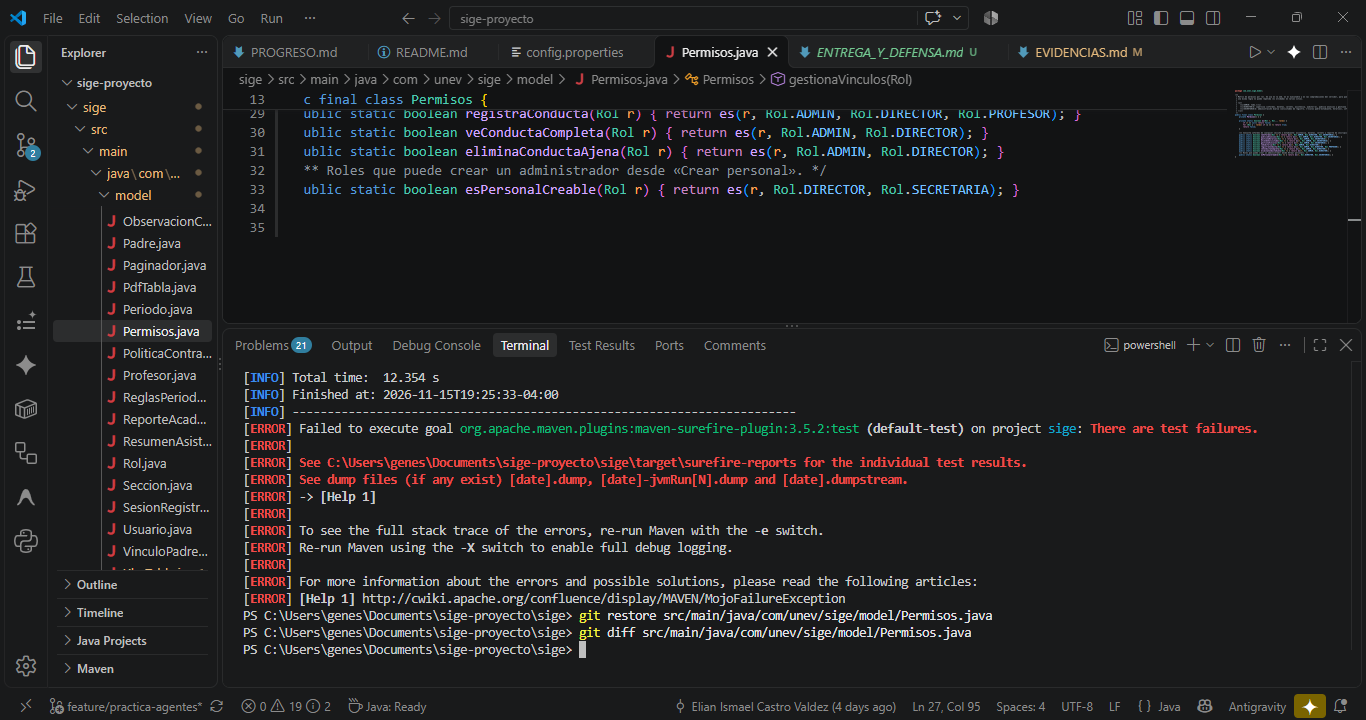 File Edit Selection View Go Run ··· sige-proyecto
Explorer ···
PROGRESO.md README.md config.properties Permisos.java ENTREGA_Y_DEFENSA.md U EVIDENCIAS.md M
sige > src > main > java > com > unev > sige > model > Permisos.java > Permisos > gestionaVinculos(Rol)
sige-proyecto
sige
src
main
java\com\...
model
ObservacionC...
Padre.java
Paginador.java
PdfTabla.java
Periodo.java
Permisos.java
PoliticaContra...
Profesor.java
ReglasPeriod...
ReporteAcad...
ResumenAsist...
Rol.java
Seccion.java
SesionRegistr...
Usuario.java
VinculoPadre...
Outline
Timeline
Java Projects
Maven
2
13 c final class Permisos {
29 ublic static boolean registraConducta(Rol r) { return es(r, Rol.ADMIN, Rol.DIRECTOR, Rol.PROFESOR); }
30 ublic static boolean veConductaCompleta(Rol r) { return es(r, Rol.ADMIN, Rol.DIRECTOR); }
31 ublic static boolean eliminaConductaAjena(Rol r) { return es(r, Rol.ADMIN, Rol.DIRECTOR); }
32 ** Roles que puede crear un administrador desde «Crear personal». */
33 ublic static boolean esPersonalCreable(Rol r) { return es(r, Rol.DIRECTOR, Rol.SECRETARIA); }
34
35
Problems 21 Output Debug Console Terminal Test Results Ports Comments powershell
[INFO] Total time:  12.354 s
[INFO] Finished at: 2026-11-15T19:25:33-04:00
[INFO] ------------------------------------------------------------------------
[ERROR] Failed to execute goal org.apache.maven.plugins:maven-surefire-plugin:3.5.2:test (default-test) on project sige: There are test failures.
[ERROR]
[ERROR] See C:\Users\genes\Documents\sige-proyecto\sige\target\surefire-reports for the individual test results.
[ERROR] See dump files (if any exist) [date].dump, [date]-jvmRun[N].dump and [date].dumpstream.
[ERROR] -> [Help 1]
[ERROR]
[ERROR] To see the full stack trace of the errors, re-run Maven with the -e switch.
[ERROR] Re-run Maven using the -X switch to enable full debug logging.
[ERROR]
[ERROR] For more information about the errors and possible solutions, please read the following articles:
[ERROR] [Help 1] http://cwiki.apache.org/confluence/display/MAVEN/MojoFailureException
PS C:\Users\genes\Documents\sige-proyecto\sige> git restore src/main/java/com/unev/sige/model/Permisos.java
PS C:\Users\genes\Documents\sige-proyecto\sige> git diff src/main/java/com/unev/sige/model/Permisos.java
PS C:\Users\genes\Documents\sige-proyecto\sige>
feature/practica-agentes* 0 19 2 Java: Ready Elian Ismael Castro Valdez (4 days ago) Ln 27, Col 95 Spaces: 4 UTF-8 LF { } Java Antigravity